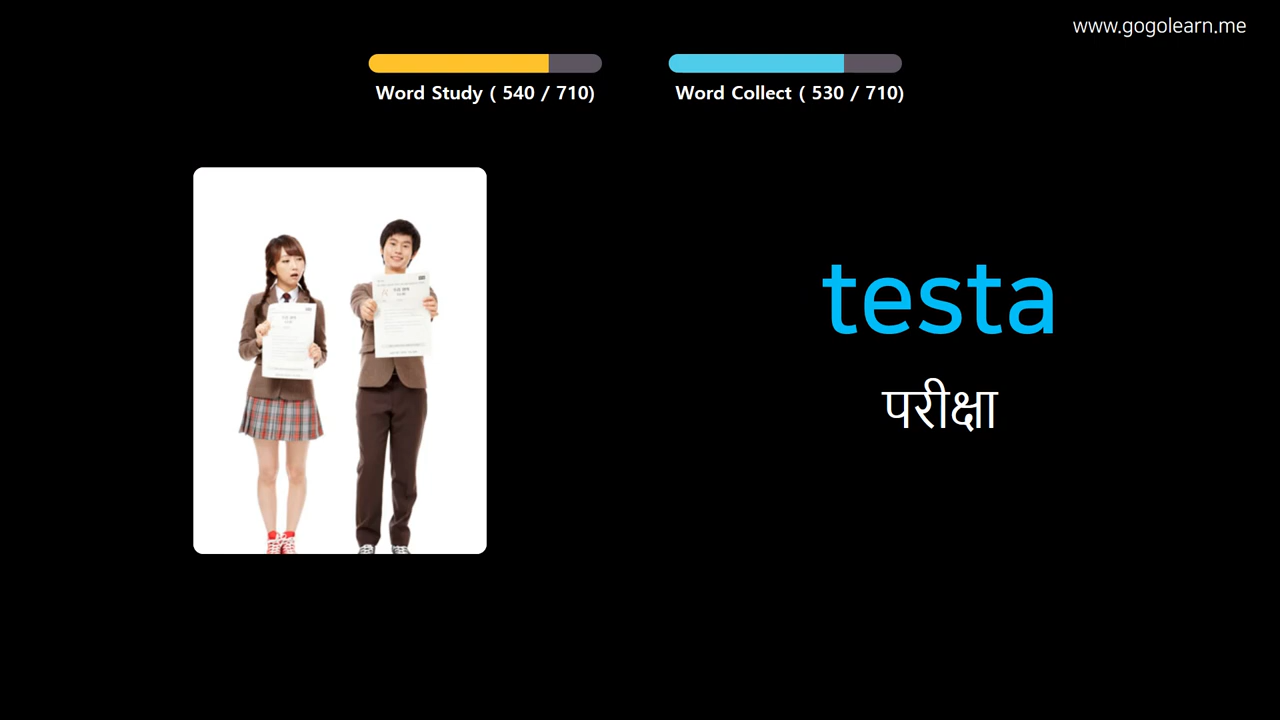 www.gogolearn.me
Word Study ( 540 / 710)
Word Collect ( 530 / 710)
testa
परीक्षा